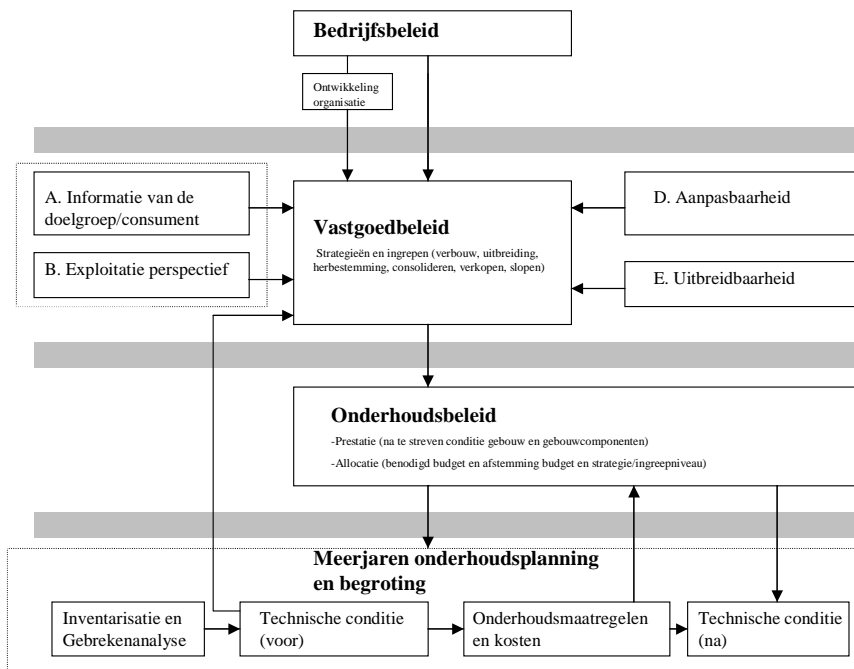 Bedrijfsbeleid
Ontwikkeling
organisatie
A. Informatie van de
doelgroep/consument
B. Exploitatie perspectief
Vastgoedbeleid
Strategieën en ingrepen (verbouw, uitbreiding,
herbestemming, consolideren, verkopen, slopen)
D. Aanpasbaarheid
E. Uitbreidbaarheid
Onderhoudsbeleid
-Prestatie (na te streven conditie gebouw en gebouwcomponenten)
-Allocatie (benodigd budget en afstemming budget en strategie/ingreepniveau)
Meerjaren onderhoudsplanning
en begroting
Inventarisatie en
Gebrekenanalyse
Technische conditie
(voor)
Onderhoudsmaatregelen
en kosten
Technische conditie
(na)